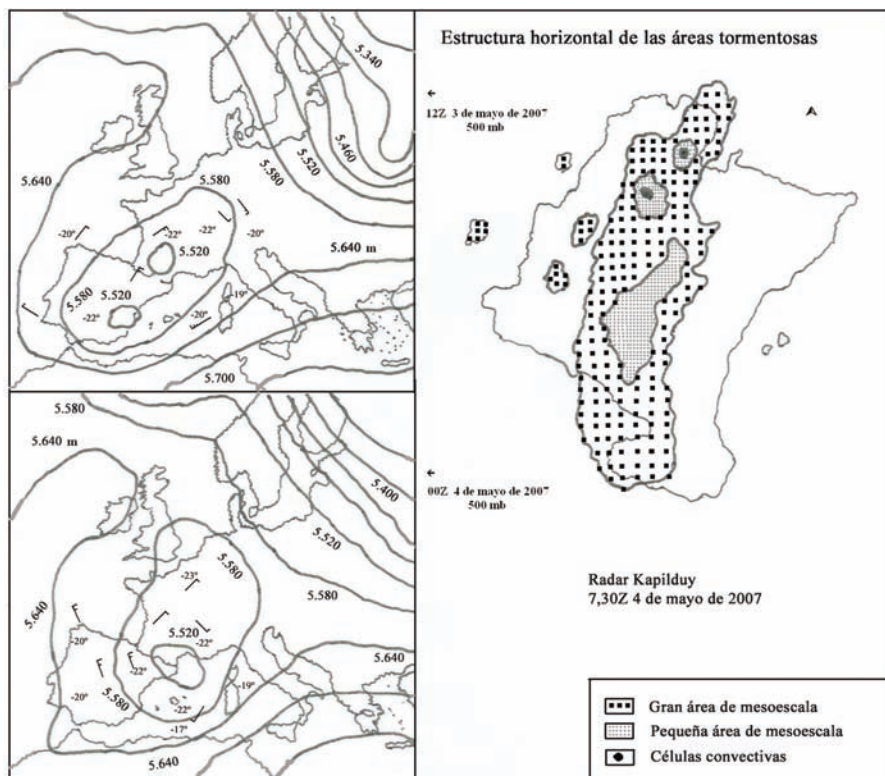 5.340
5.580
5.520
5.460
5.640
5.580
-20°
-22°
-22°
-20°
5.640 m
5.520
5.580
5.520
-22°
-19°
-20°
5.700
5.580
5.640 m
5.400
5.520
5.580
-23°
5.580
5.640
5.520
-20°
-22°
-22°
5.640
-20°
5.580
-19°
-22°
-17°
5.640
Estructura horizontal de las áreas tormentosas
12Z 3 de mayo de 2007
500 mb
00Z 4 de mayo de 2007
500 mb
Radar Kapilduy
7,30Z 4 de mayo de 2007
Gran área de mesoescala
Pequeña área de mesoescala
Células convectivas